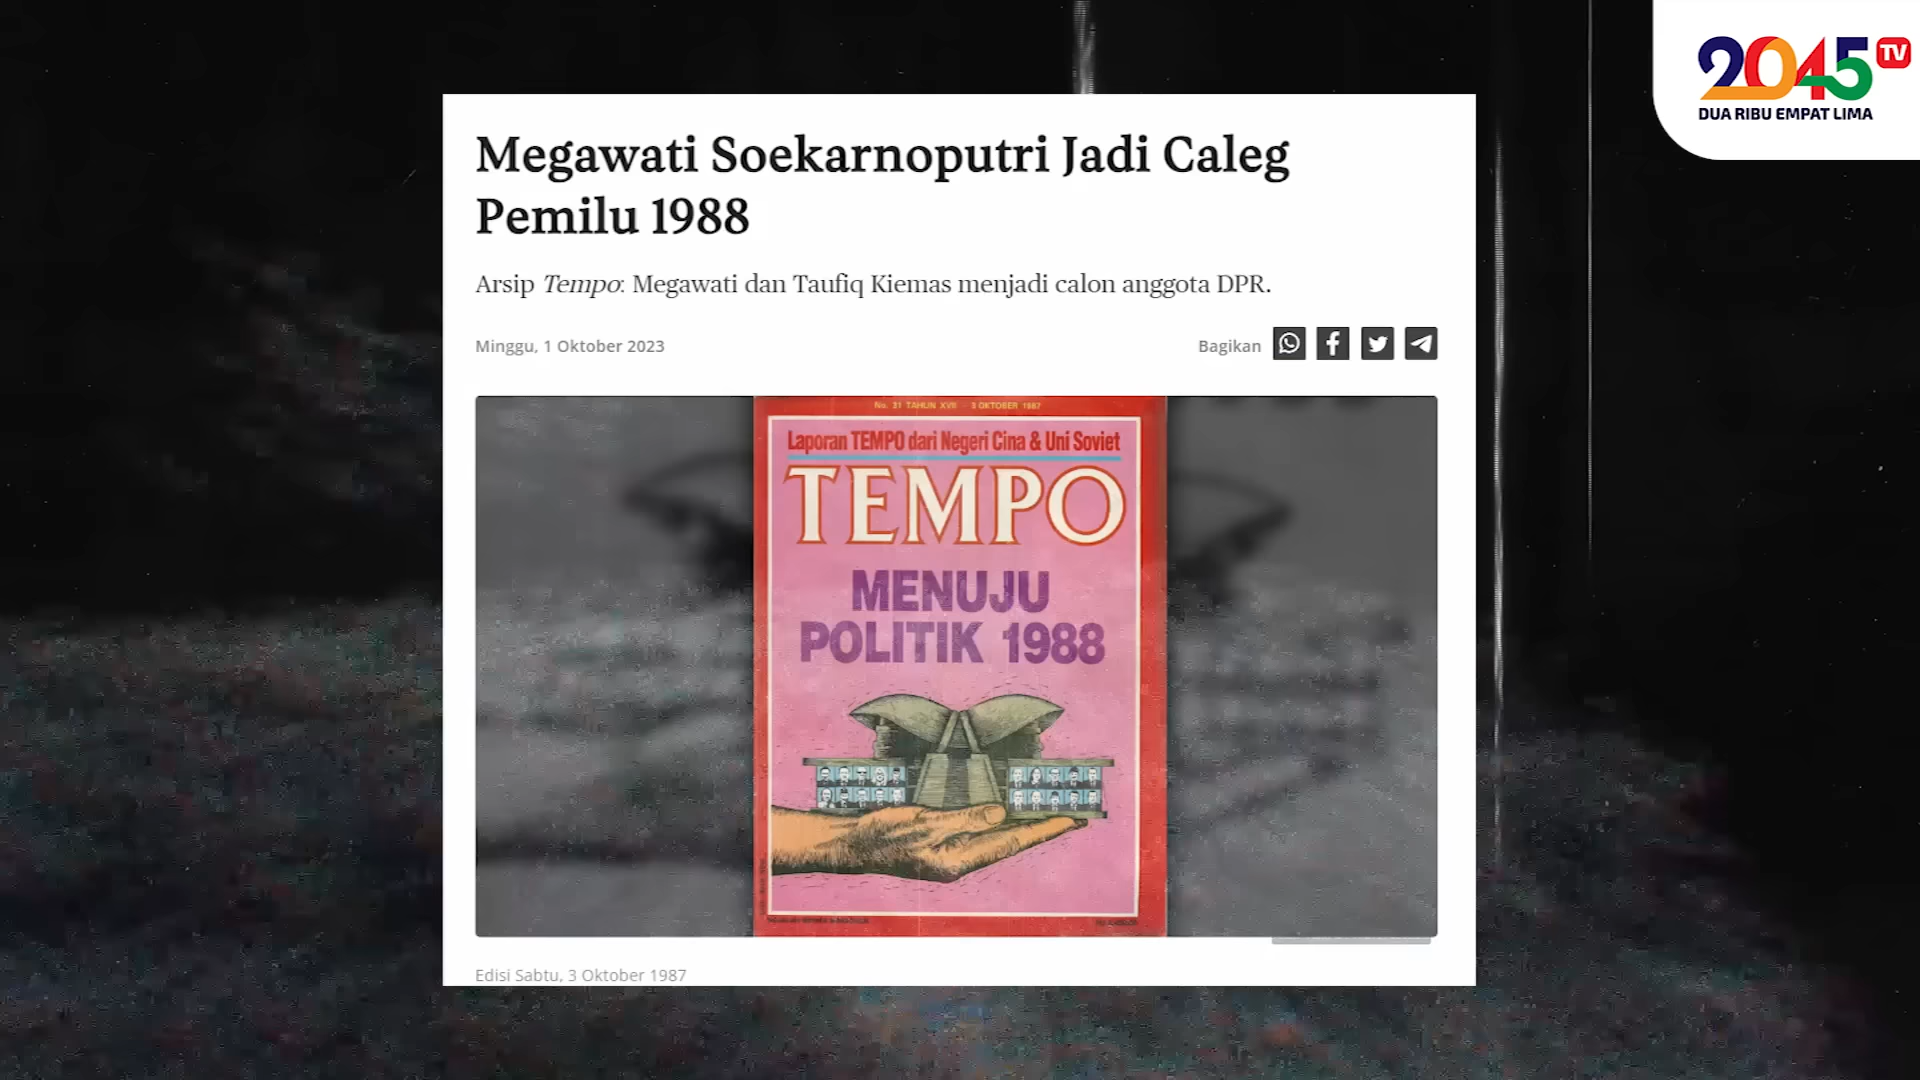 2045 TV
DUA RIBU EMPAT LIMA
Megawati Soekarnoputri Jadi Caleg
Pemilu 1988
Arsip Tempo: Megawati dan Taufiq Kiemas menjadi calon anggota DPR.
Minggu, 1 Oktober 2023
Bagikan
No. 31 TAHUN XVII - 3 OKTOBER 1987
Laporan TEMPO dari Negeri Cina & Uni Soviet
TEMPO
MENUJU
POLITIK 1988
Edisi Sabtu, 3 Oktober 1987